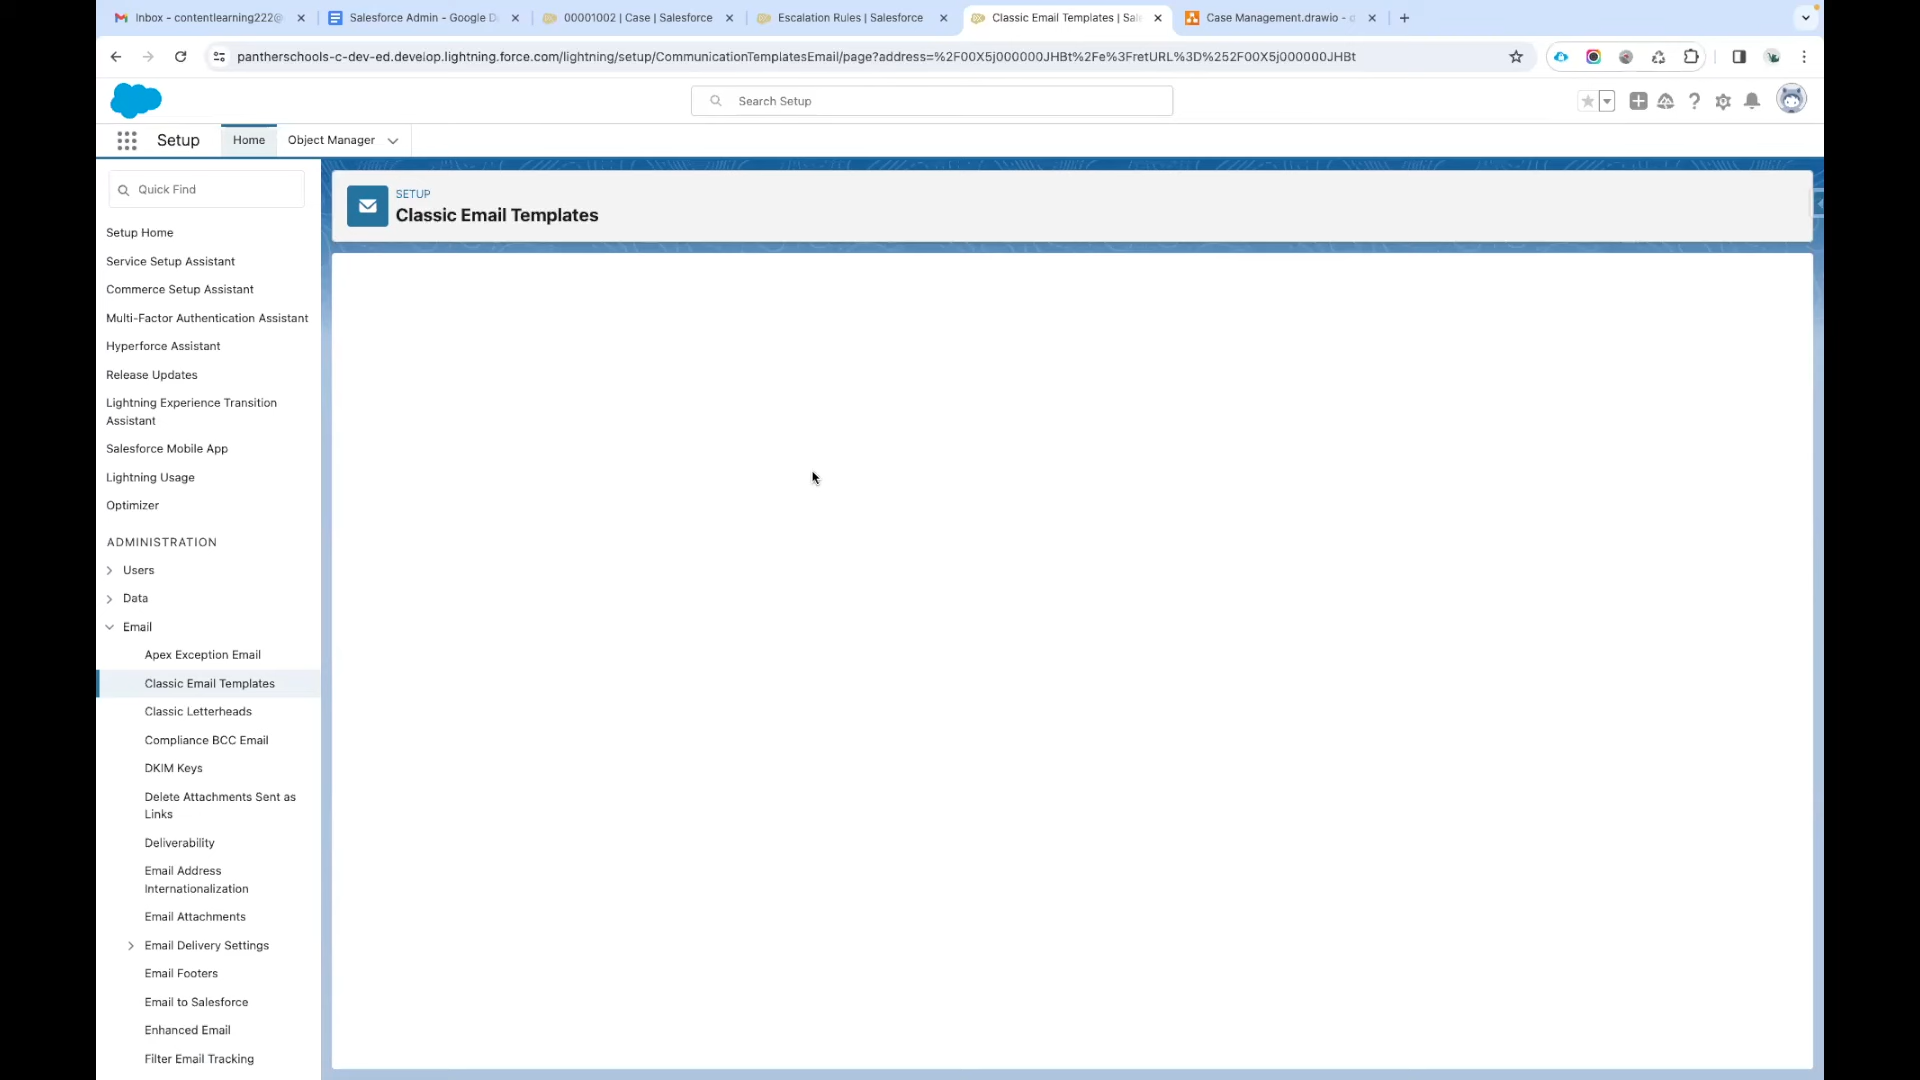 Inbox - contentlearning222@
Salesforce Admin - Google D
00001002 | Case | Salesforce
Escalation Rules | Salesforce
Classic Email Templates | Sal
Case Management.drawio - d
pantherschools-c-dev-ed.develop.lightning.force.com/lightning/setup/CommunicationTemplatesEmail/page?address=%2F00X5j000000JHBt%2Fe%3FretURL%3D%252F00X5j000000JHBt
Search Setup
Setup
Home
Object Manager
Quick Find
Setup Home
Service Setup Assistant
Commerce Setup Assistant
Multi-Factor Authentication Assistant
Hyperforce Assistant
Release Updates
Lightning Experience Transition
Assistant
Salesforce Mobile App
Lightning Usage
Optimizer
ADMINISTRATION
Users
Data
Email
Apex Exception Email
Classic Email Templates
Classic Letterheads
Compliance BCC Email
DKIM Keys
Delete Attachments Sent as
Links
Deliverability
Email Address
Internationalization
Email Attachments
Email Delivery Settings
Email Footers
Email to Salesforce
Enhanced Email
Filter Email Tracking
SETUP
Classic Email Templates